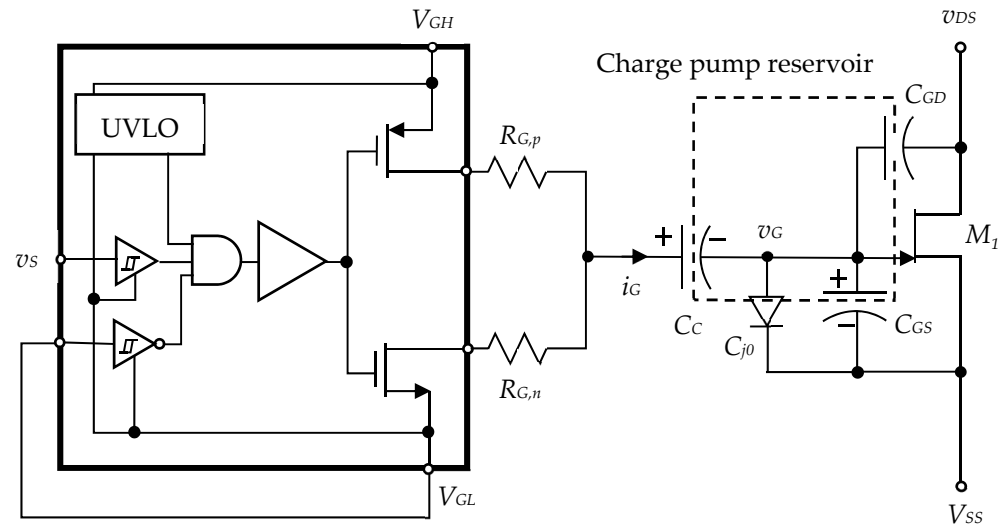 V_GH
v_DS
Charge pump reservoir
C_GD
UVLO
R_G,p
v_S
+
−
v_G
M_1
i_G
+
C_C
C_j0
−
C_GS
R_G,n
V_GL
V_SS